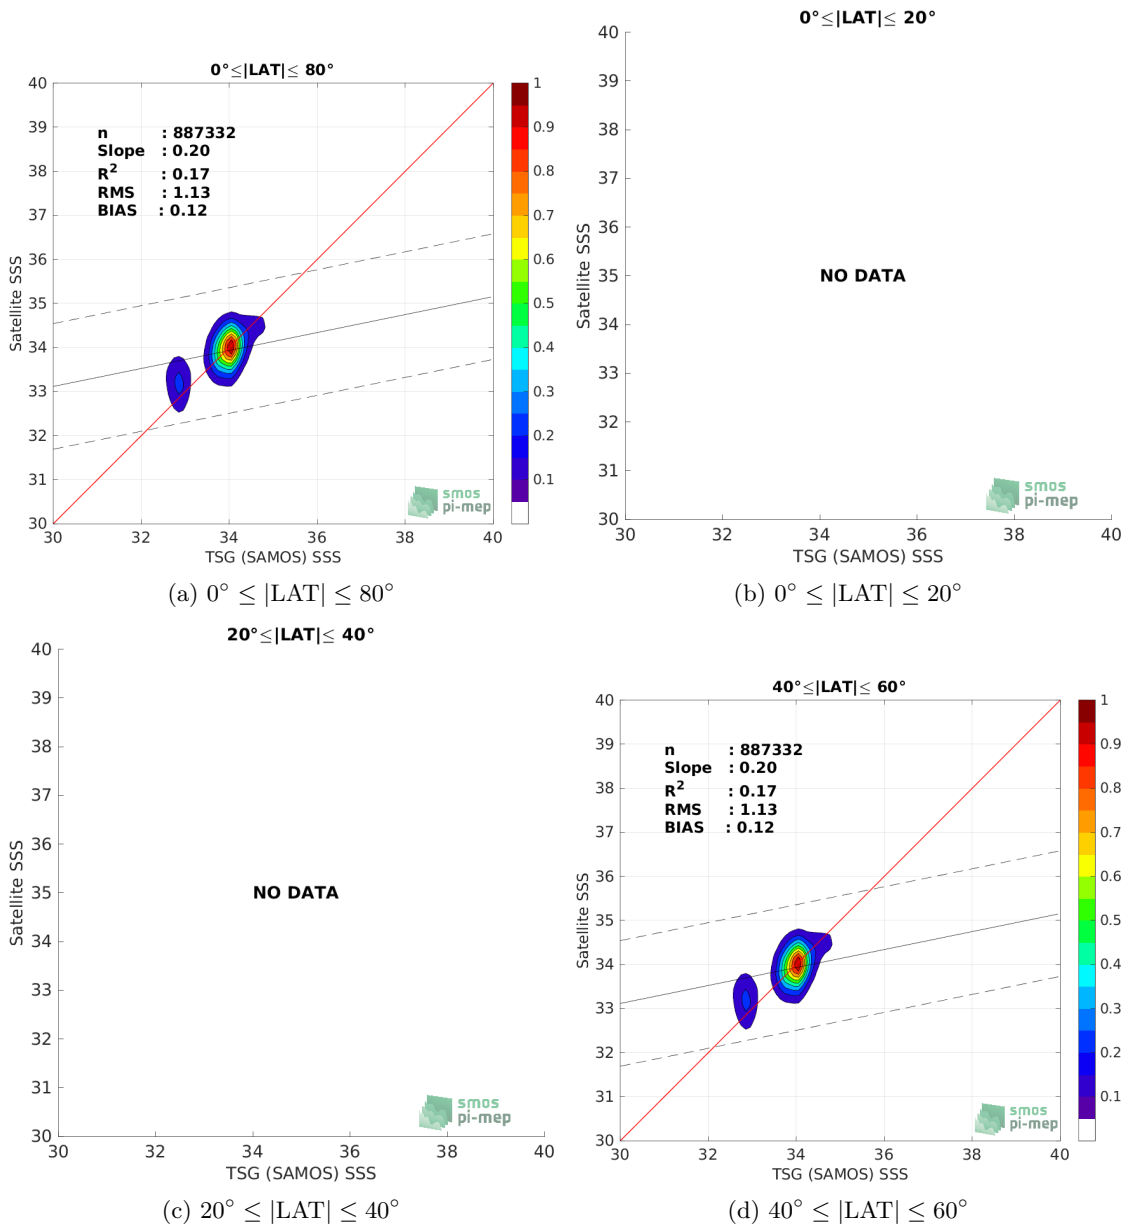 0°≤|LAT|≤ 80°
40
39
38
37
36
35
34
33
32
31
30
Satellite SSS
n : 887332
Slope : 0.20
R² : 0.17
RMS : 1.13
BIAS : 0.12
1
0.9
0.8
0.7
0.6
0.5
0.4
0.3
0.2
0.1
smos
pi-mep
30 32 34 36 38 40
TSG (SAMOS) SSS
(a) 0° ≤ |LAT| ≤ 80°
0°≤|LAT|≤ 20°
40
39
38
37
36
35
34
33
32
31
30
Satellite SSS
NO DATA
smos
pi-mep
30 32 34 36 38 40
TSG (SAMOS) SSS
(b) 0° ≤ |LAT| ≤ 20°
20°≤|LAT|≤ 40°
40
39
38
37
36
35
34
33
32
31
30
Satellite SSS
NO DATA
smos
pi-mep
30 32 34 36 38 40
TSG (SAMOS) SSS
(c) 20° ≤ |LAT| ≤ 40°
40°≤|LAT|≤ 60°
40
39
38
37
36
35
34
33
32
31
30
Satellite SSS
n : 887332
Slope : 0.20
R² : 0.17
RMS : 1.13
BIAS : 0.12
1
0.9
0.8
0.7
0.6
0.5
0.4
0.3
0.2
0.1
smos
pi-mep
30 32 34 36 38 40
TSG (SAMOS) SSS
(d) 40° ≤ |LAT| ≤ 60°